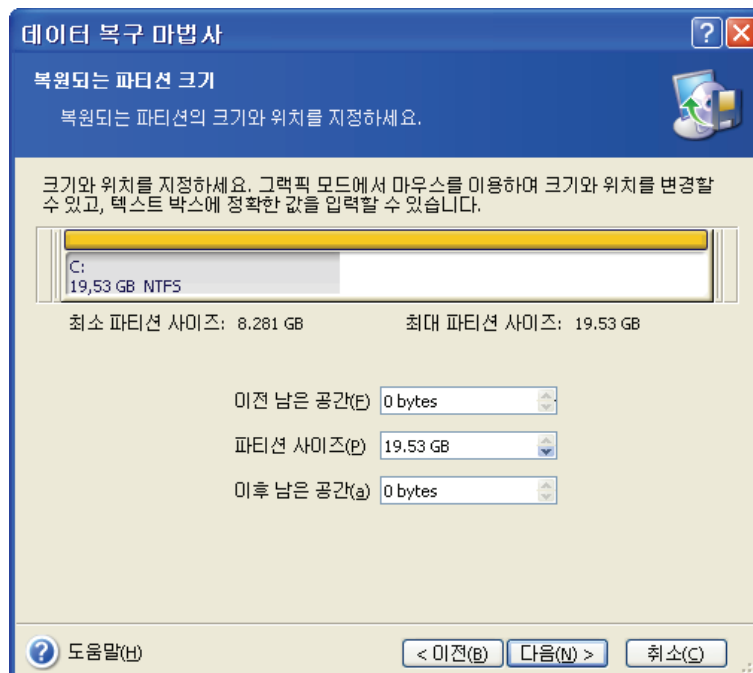 데이터 복구 마법사
복원되는 파티션 크기
복원되는 파티션의 크기와 위치를 지정하세요.
크기와 위치를 지정하세요. 그랙픽 모드에서 마우스를 이용하여 크기와 위치를 변경할
수 있고, 텍스트 박스에 정확한 값을 입력할 수 있습니다.
C:
19,53 GB NTFS
최소 파티션 사이즈: 8.281 GB 최대 파티션 사이즈: 19.53 GB
이전 남은 공간(F) 0 bytes
파티션 사이즈(P) 19.53 GB
이후 남은 공간(a) 0 bytes
도움말(H) < 이전(B) 다음(N) > 취소(C)